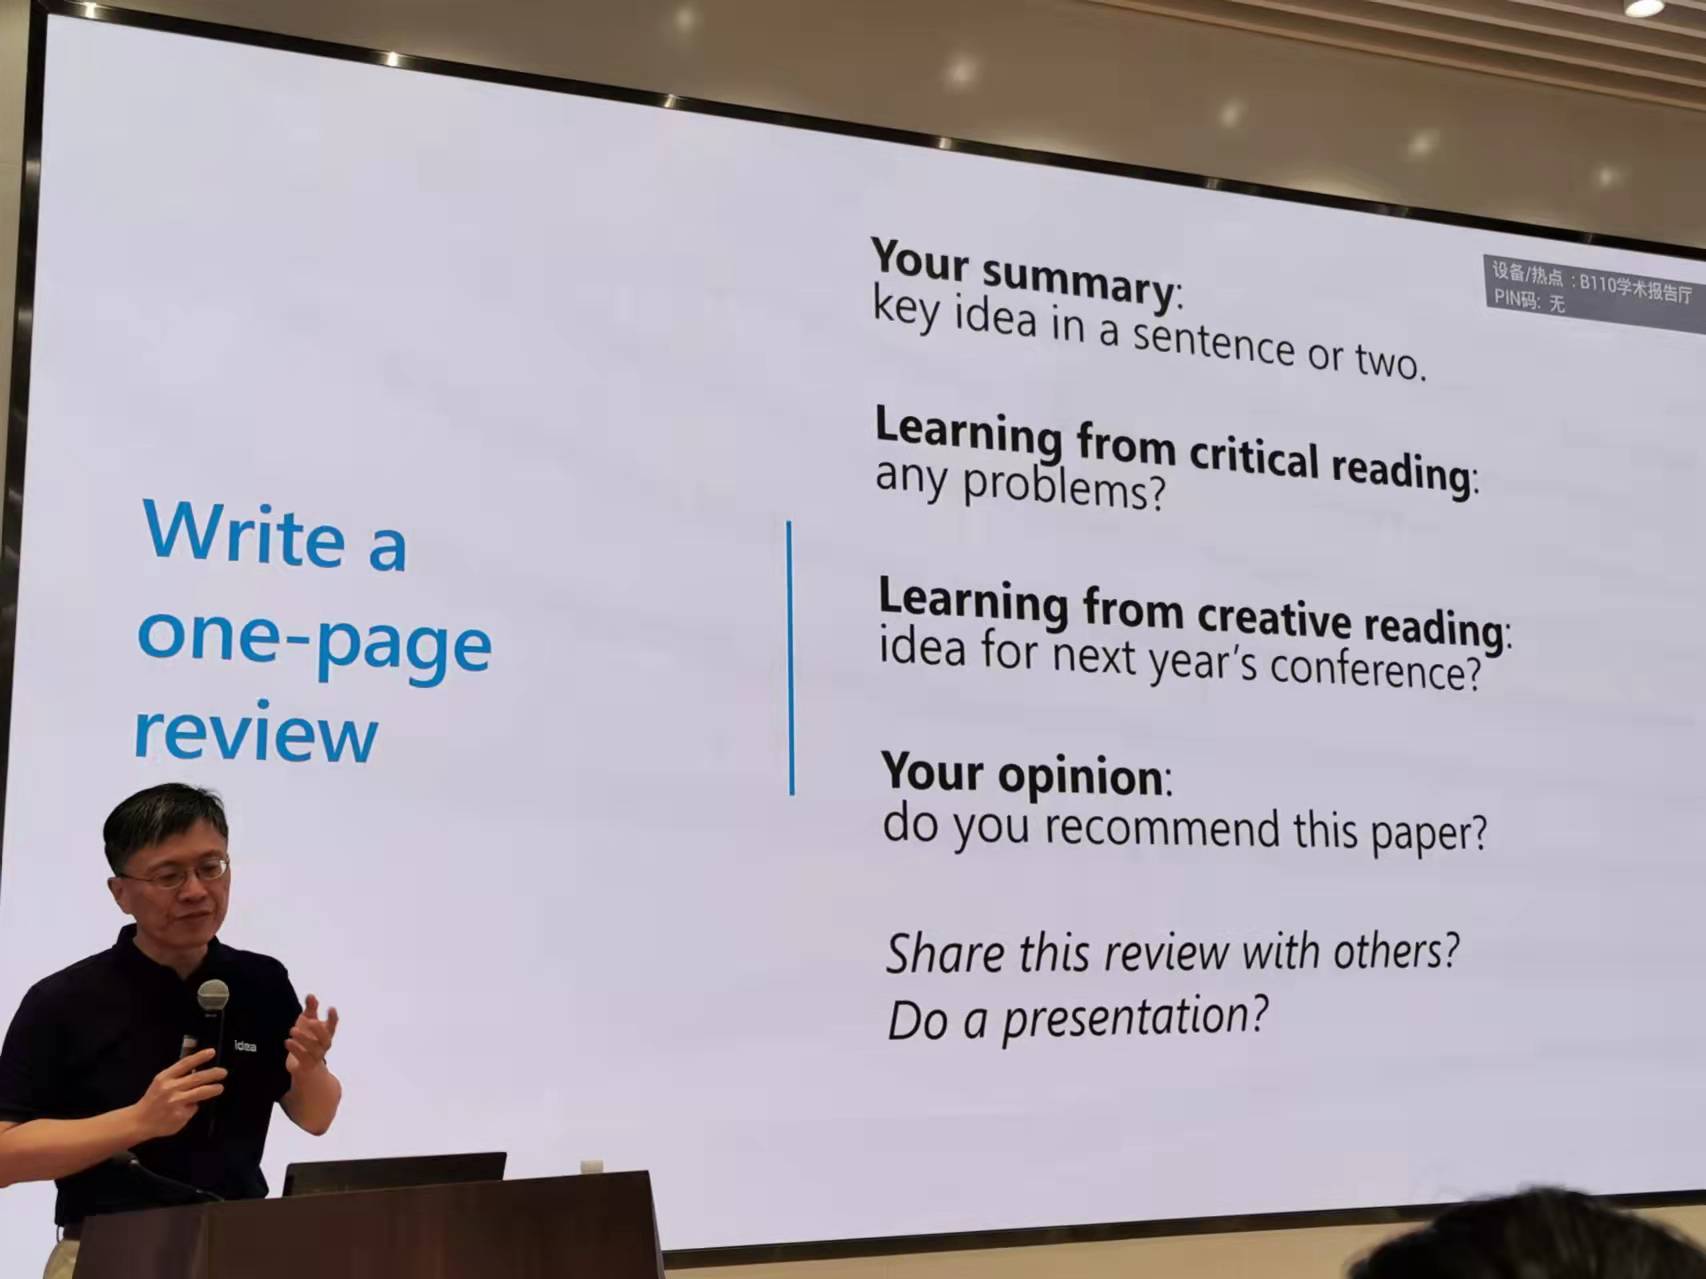 Write a
one-page
review
Your summary:
key idea in a sentence or two.
Learning from critical reading:
any problems?
Learning from creative reading:
idea for next year's conference?
Your opinion:
do you recommend this paper?
Share this review with others?
Do a presentation?
设备/热点：B110学术报告厅
PIN码: 无
idea